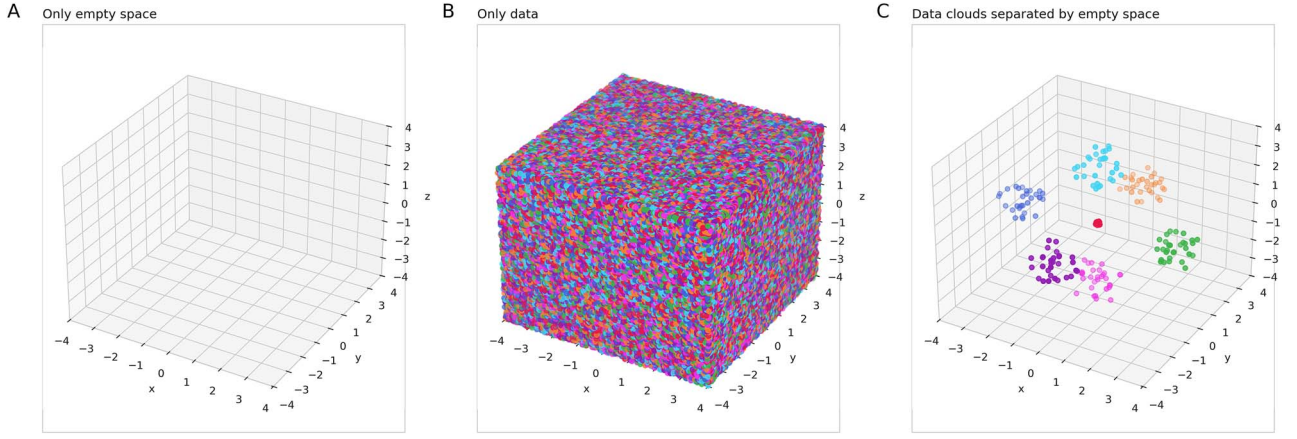 A Only empty space
4
3
2
1
0
−1
−2
−3
−4
z
−4 −3 −2 −1 0 1 2 3 4
x
−4 −3 −2 −1 0 1 2 3 4
y
B Only data
4
3
2
1
0
−1
−2
−3
−4
z
−4 −3 −2 −1 0 1 2 3 4
x
−4 −3 −2 −1 0 1 2 3 4
y
C Data clouds separated by empty space
4
3
2
1
0
−1
−2
−3
−4
z
−4 −3 −2 −1 0 1 2 3 4
x
−4 −3 −2 −1 0 1 2 3 4
y